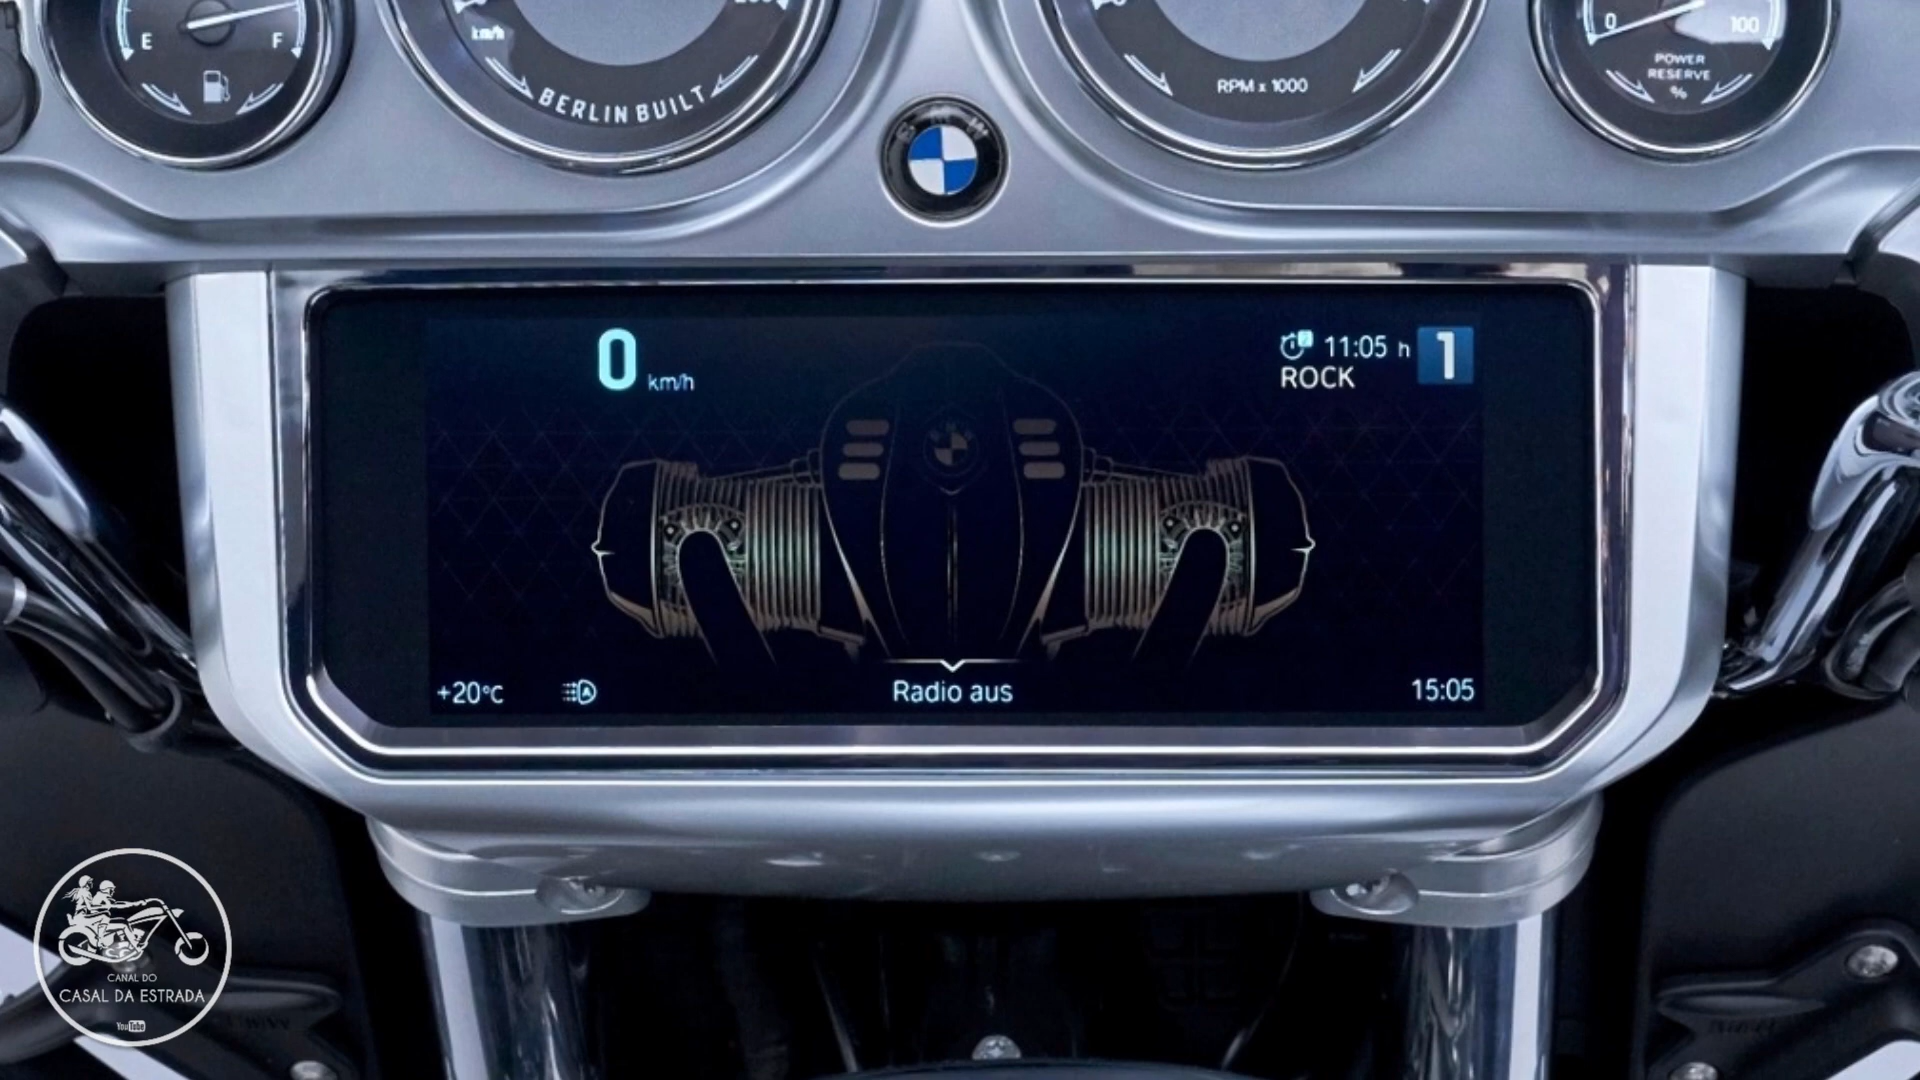 E F
km/h
BERLIN BUILT
RPM x 1000
0 100
POWER
RESERVE
%
BMW
0 km/h
11:05 h 1
ROCK
+20°C
Radio aus
15:05
CANAL DO
CASAL DA ESTRADA
YouTube